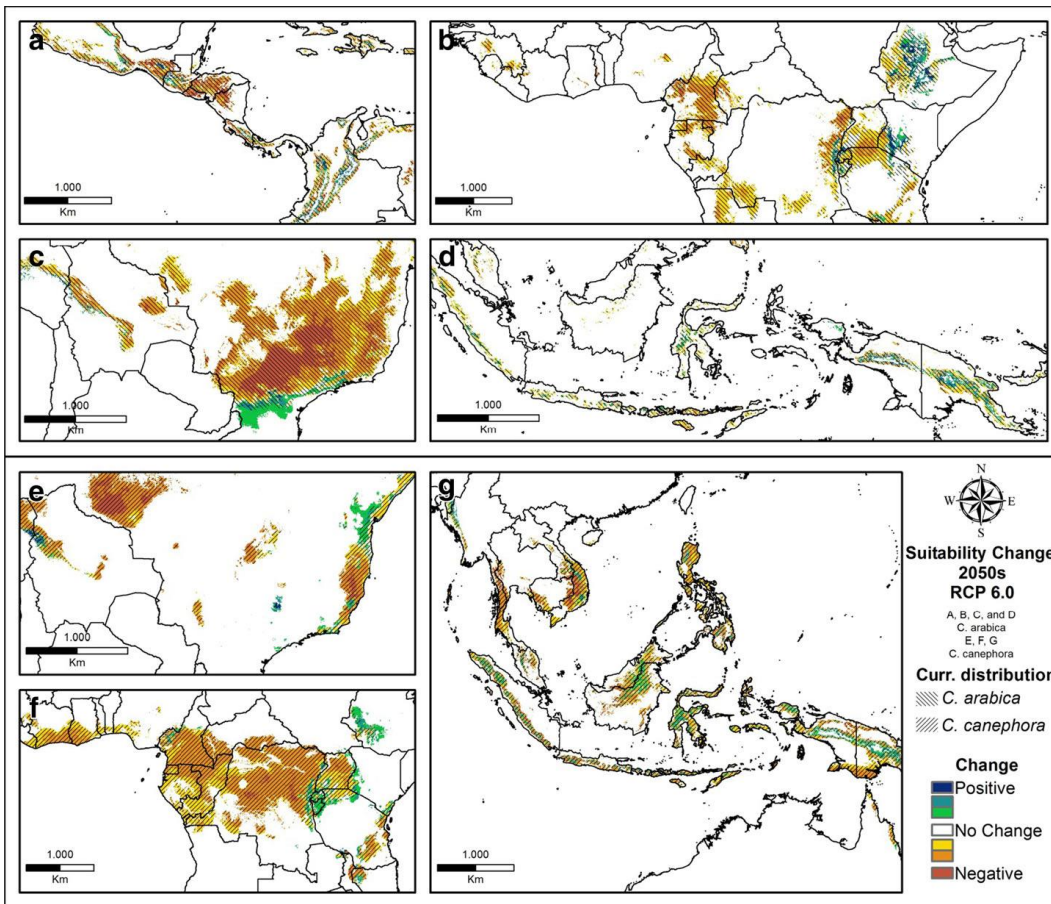 a
1.000
Km
b
1.000
Km
c
1.000
Km
d
1.000
Km
e
1.000
Km
f
1.000
Km
g
1.000
Km
N
W E
S
Suitability Change
2050s
RCP 6.0
A, B, C, and D
C. arabica
E, F, G
C. canephora
Curr. distribution
C. arabica
C. canephora
Change
Positive
No Change
Negative